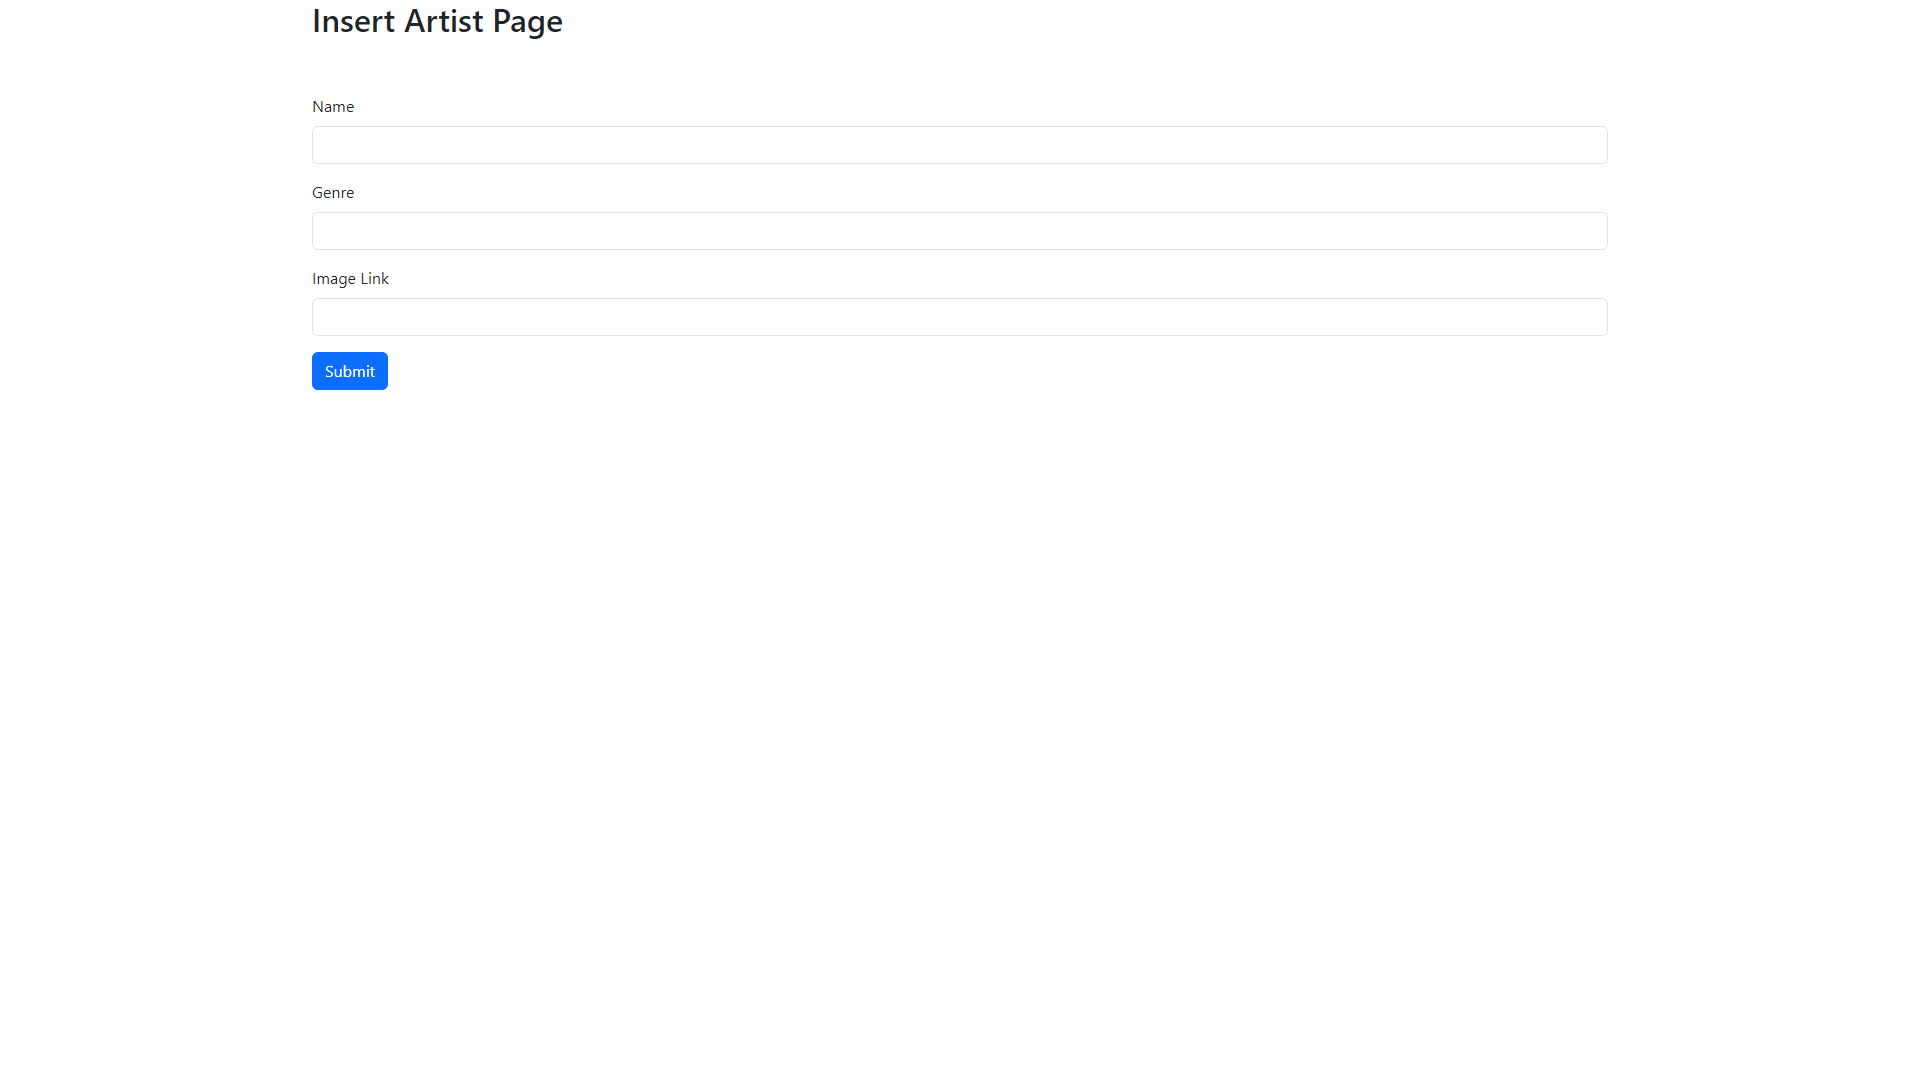 Insert Artist Page
Name
Genre
Image Link
Submit